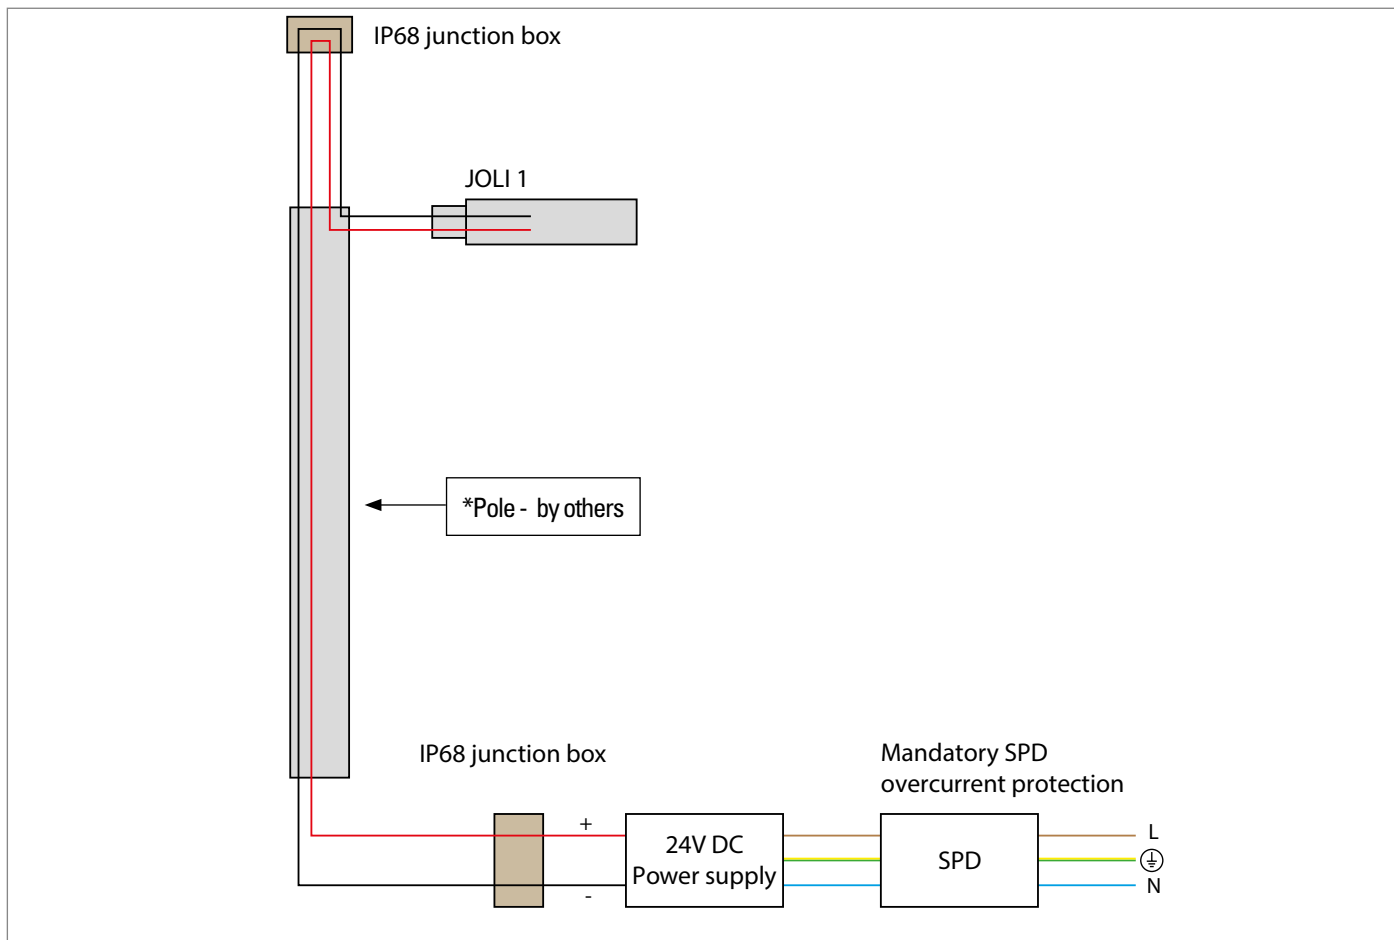 IP68 junction box
JOLI 1
*Pole - by others
IP68 junction box
Mandatory SPD
overcurrent protection
+
-
24V DC
Power supply
SPD
L
N